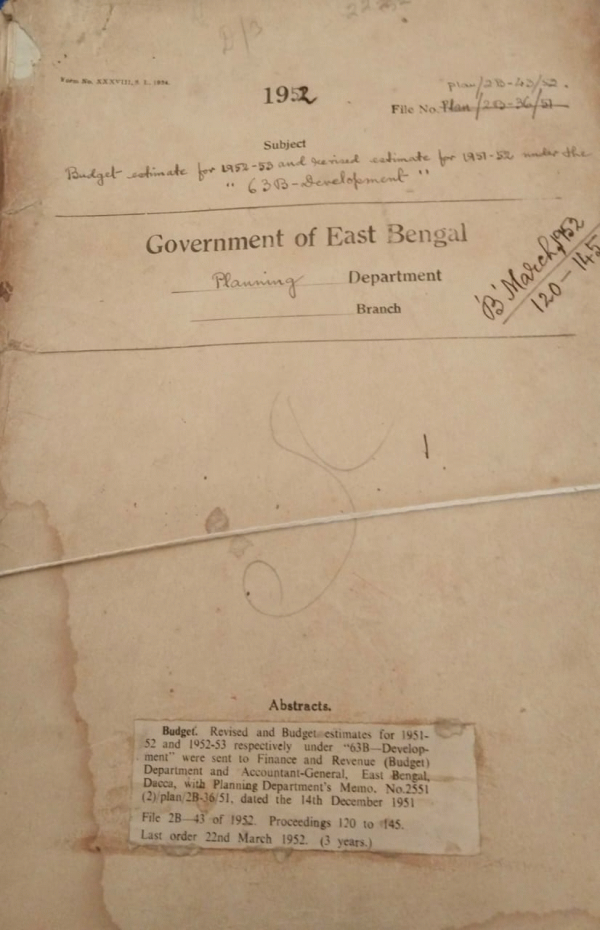 Form No. XXXVIII, S. L. 1954.
1952
plan/2B-43/52.
File No. Plan/2B-36/51
Subject
Budget estimate for 1952-53 and revised estimate for 1951-52 under the
" 63B-Development "
Government of East Bengal
Planning Department
Branch
'B' March, 1952
120-145
Abstracts.
Budget. Revised and Budget estimates for 1951-
52 and 1952-53 respectively under "63B—Develop-
ment" were sent to Finance and Revenue (Budget)
Department and Accountant-General, East Bengal,
Dacca, with Planning Department's Memo. No.2551
(2)/plan/2B-36/51, dated the 14th December 1951
File 2B—43 of 1952. Proceedings 120 to 145.
Last order 22nd March 1952. (3 years.)